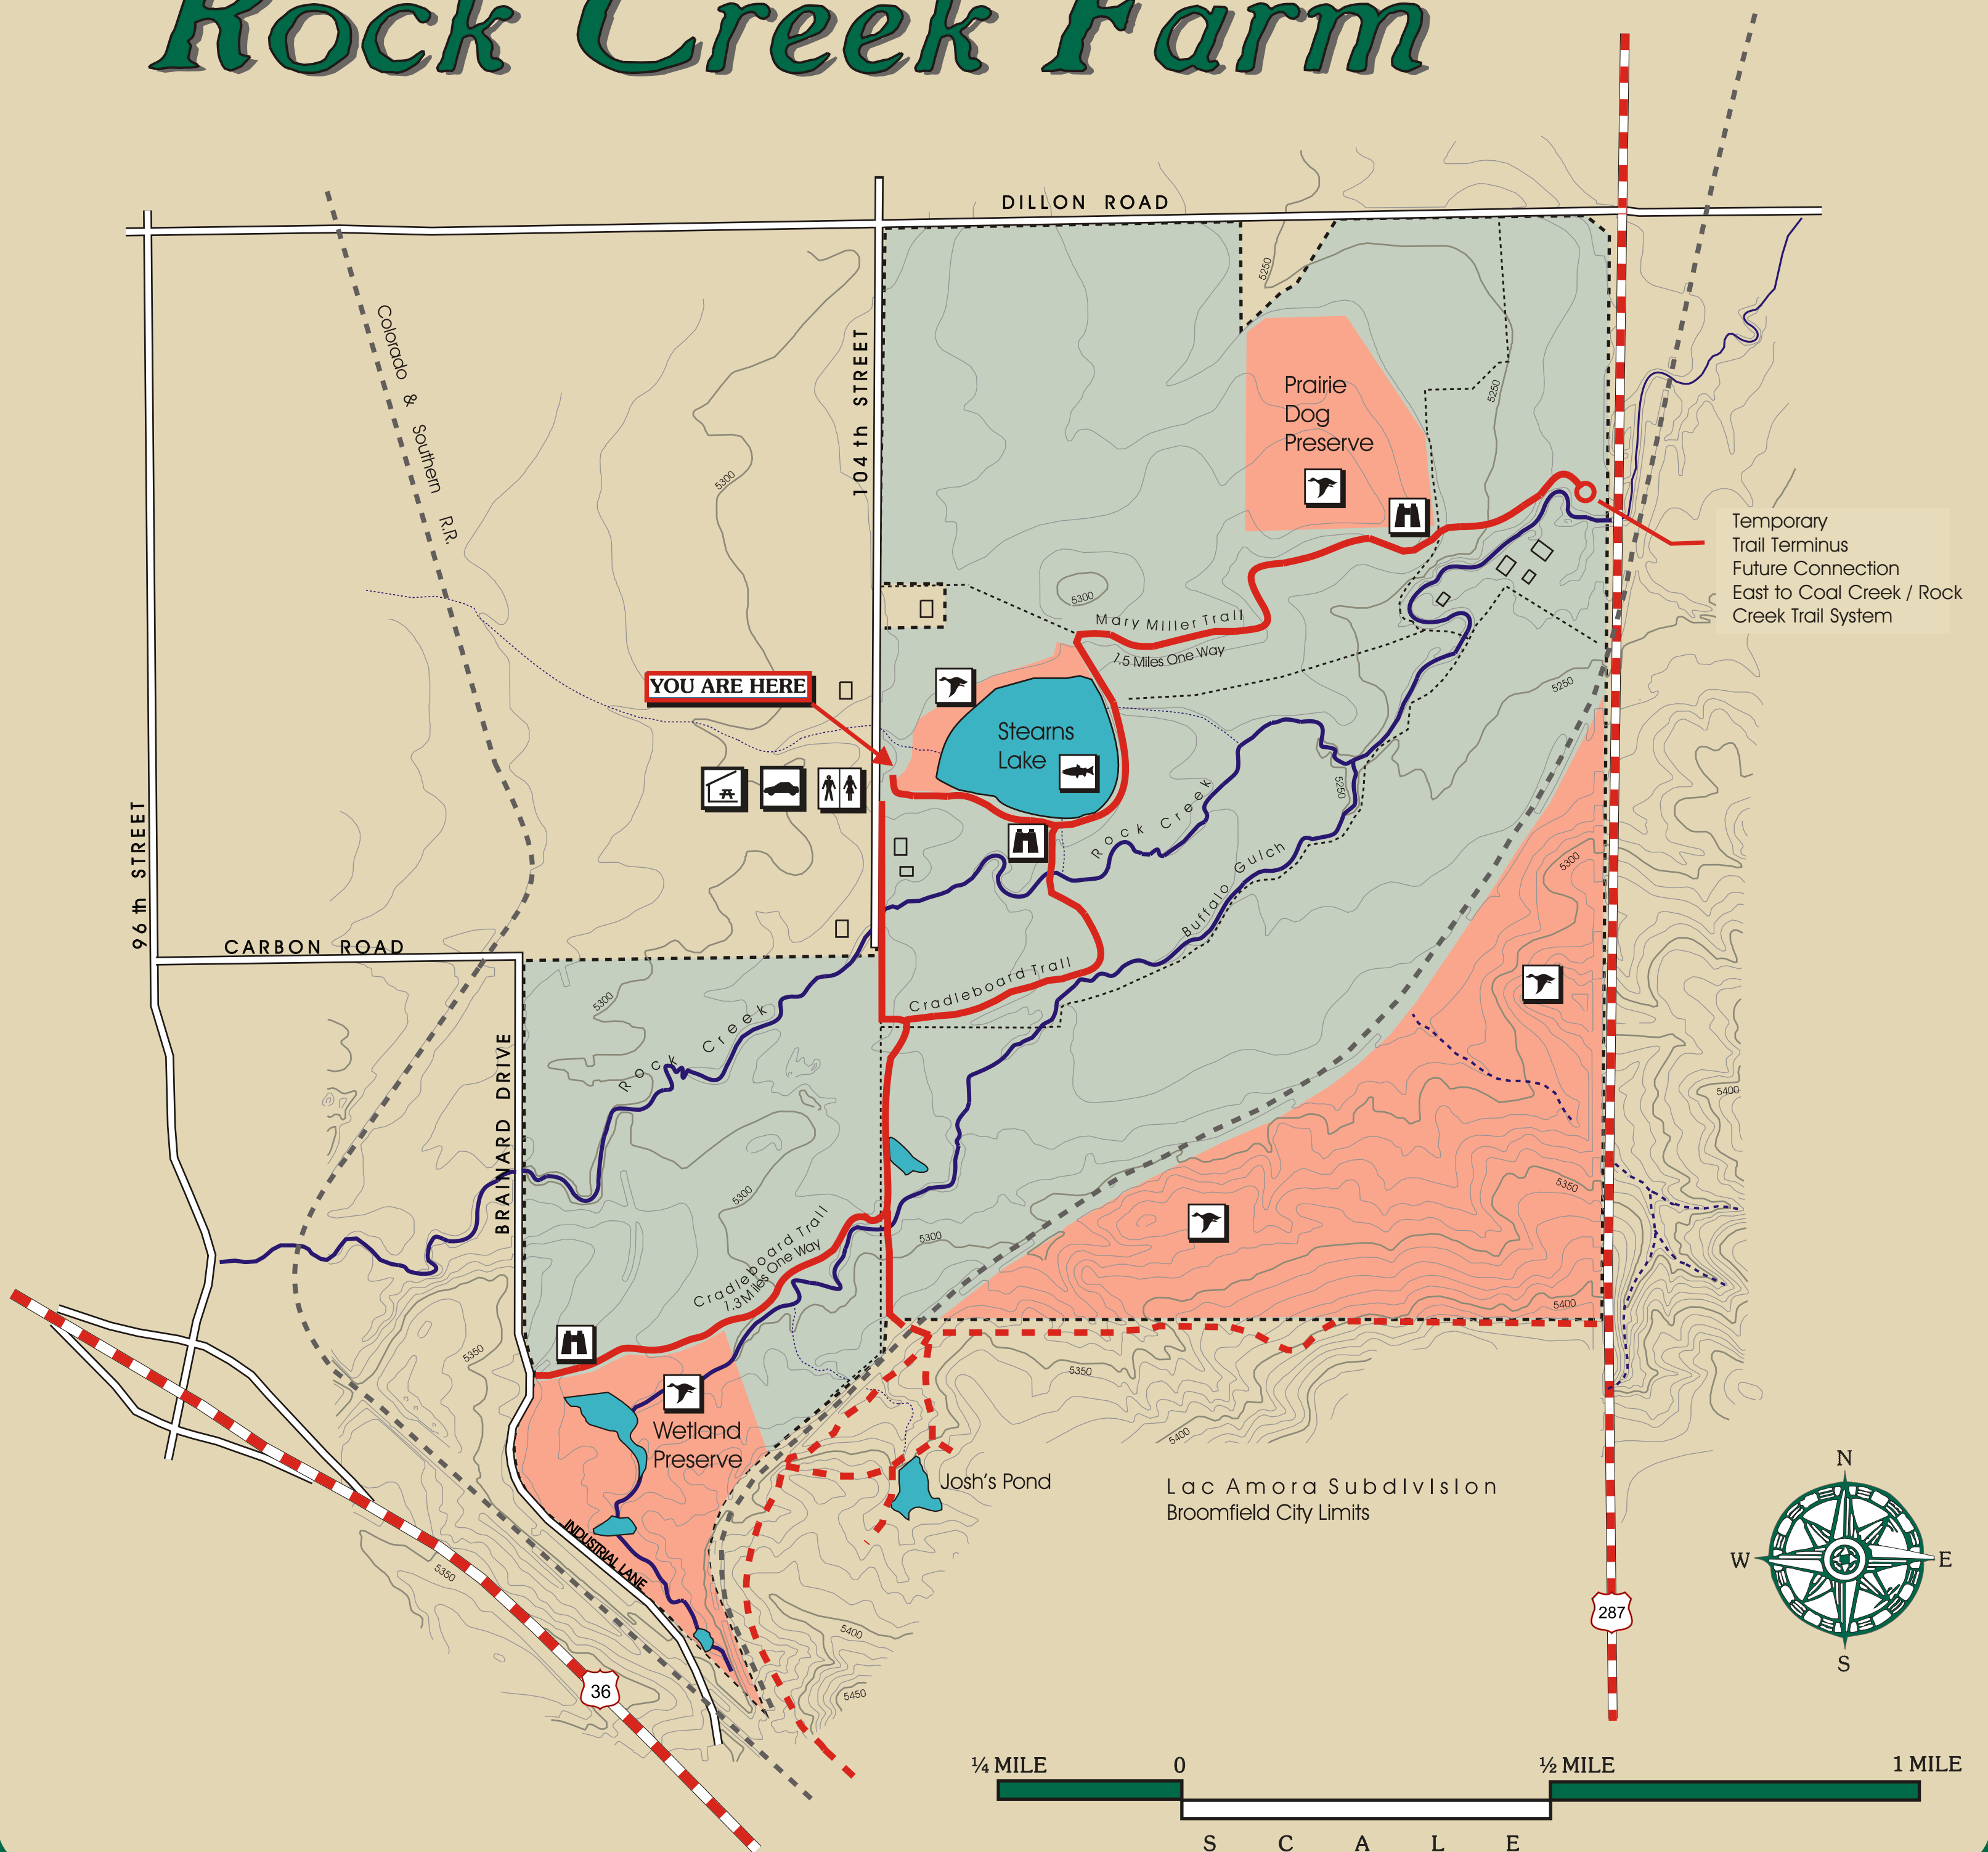 Rock Creek Farm
DILLON ROAD
104th STREET
Colorado & Southern R.R.
5250
Prairie
Dog
Preserve
5250
5300
Temporary
Trail Terminus
Future Connection
East to Coal Creek / Rock
Creek Trail System
5300
Mary Miller Trail
1.5 Miles One Way
YOU ARE HERE
5250
Stearns
Lake
5250
Rock Creek
Buffalo Gulch
5300
96th STREET
CARBON ROAD
Cradleboard Trail
5300
Rock Creek
BRAINARD DRIVE
5400
5350
5300
5300
Cradleboard Trail
1.3 Miles One Way
5400
5350
5350
5400
Wetland
Preserve
Josh's Pond
Lac Amora Subdivision
Broomfield City Limits
INDUSTRIAL LANE
5350
5400
5450
36
287
N
W
E
S
¼ MILE 0 ½ MILE 1 MILE
SCALE